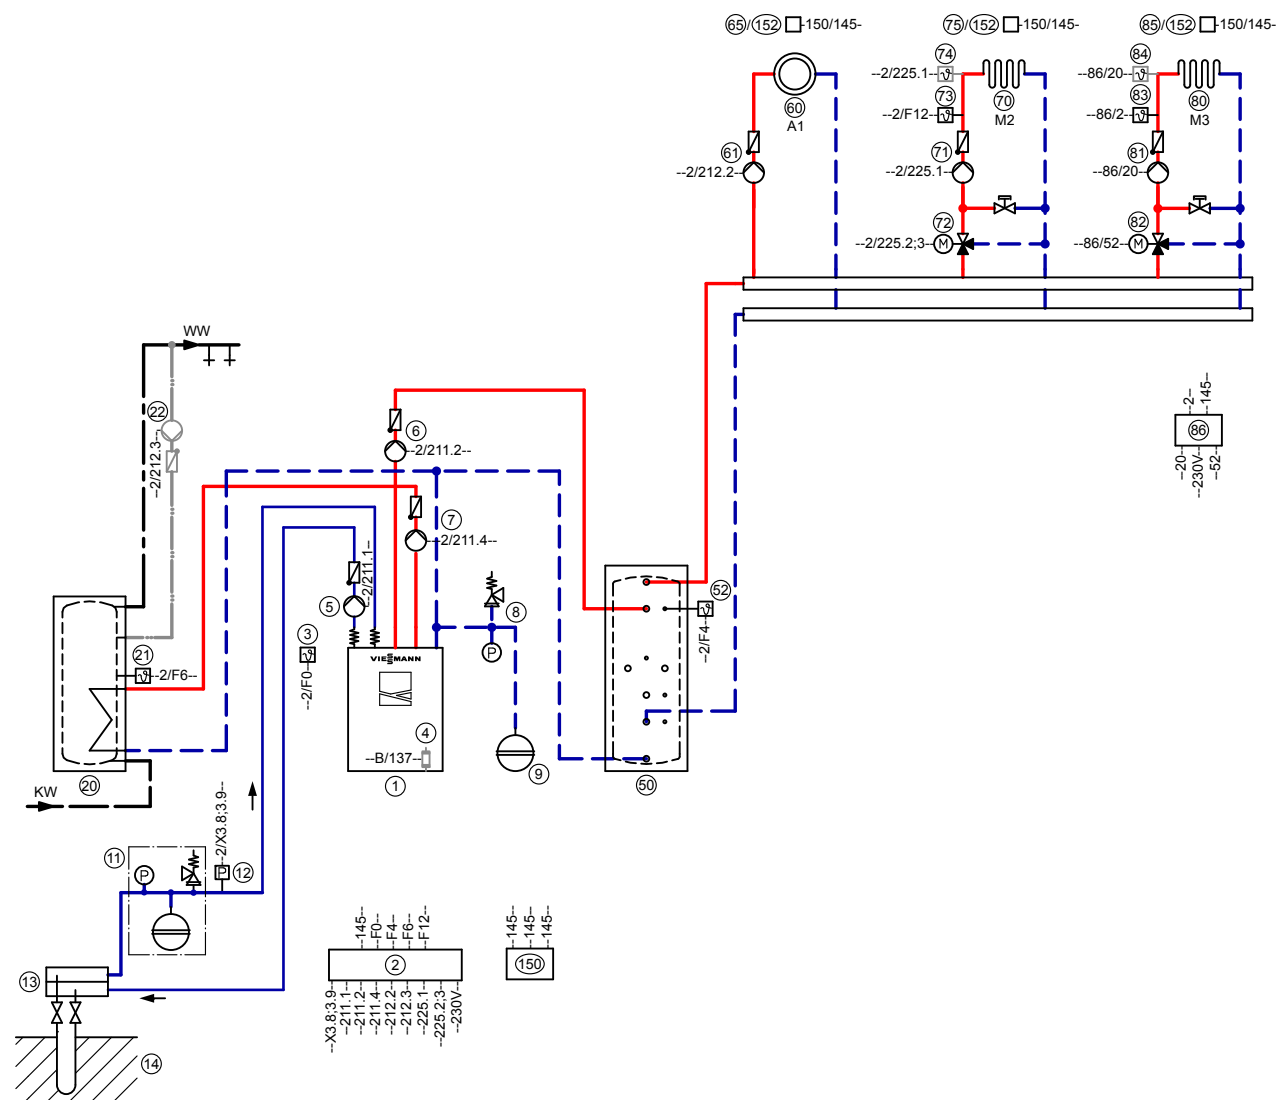 65/152 -150/145-
75/152 -150/145-
85/152 -150/145-
74
84
--2/225.1--
--86/20--
73
83
60
70
80
A1
M2
M3
--2/F12--
--86/2--
61
71
81
--2/212.2--
--2/225.1--
--86/20--
72
82
--2/225.2;3--
M
--86/52--
M
WW
22
--2/212.3--
6
--2/211.2--
7
--2/211.4--
--2/211.1--
5
8
P
3
--2/F0--
VIESMANN
4
--B/137--
1
9
52
--2/F4--
50
21
--2/F6--
20
KW
--2--
--145--
86
--20--
--230V--
--52--
11
P
P
12
--2/X3.8;3.9--
13
14
--145--
--F0--
--F4--
--F6--
--F12--
2
--X3.8;3.9--
--211.1--
--211.2--
--211.4--
--212.2--
--212.3--
--225.1--
--225.2;3--
--230V--
--145--
--145--
--145--
150